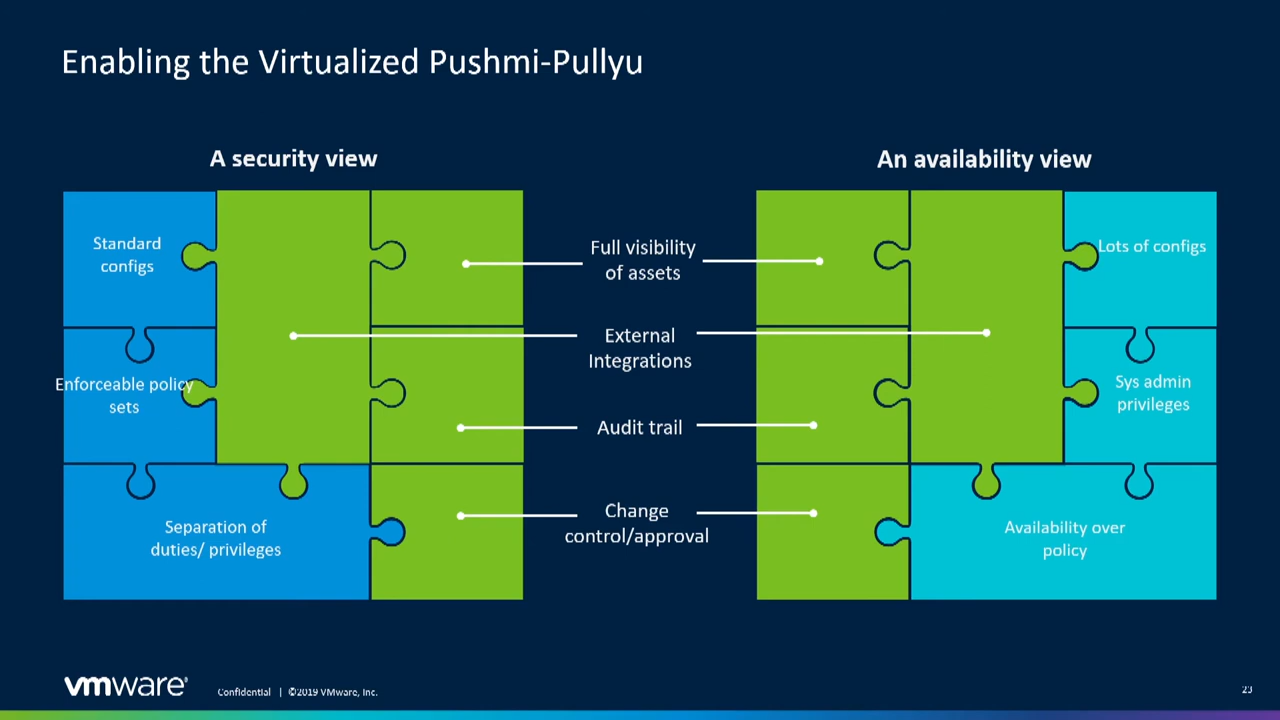 Enabling the Virtualized Pushmi-Pullyu
A security view
An availability view
Standard
configs
Enforceable policy
sets
Separation of
duties/ privileges
Full visibility
of assets
External
Integrations
Audit trail
Change
control/approval
Lots of configs
Sys admin
privileges
Availability over
policy
vmware®
Confidential | ©2019 VMware, Inc.